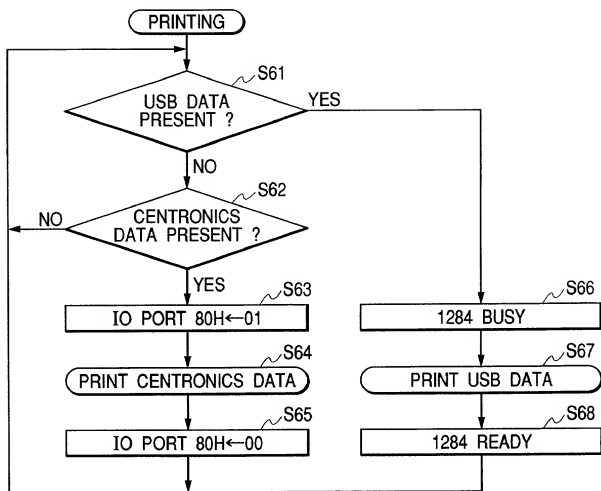 PRINTING
S61
USB DATA
PRESENT ?
YES
NO
S62
CENTRONICS
DATA PRESENT ?
NO
YES
S63
IO PORT 80H←01
S66
1284 BUSY
S64
PRINT CENTRONICS DATA
S67
PRINT USB DATA
S65
IO PORT 80H←00
S68
1284 READY